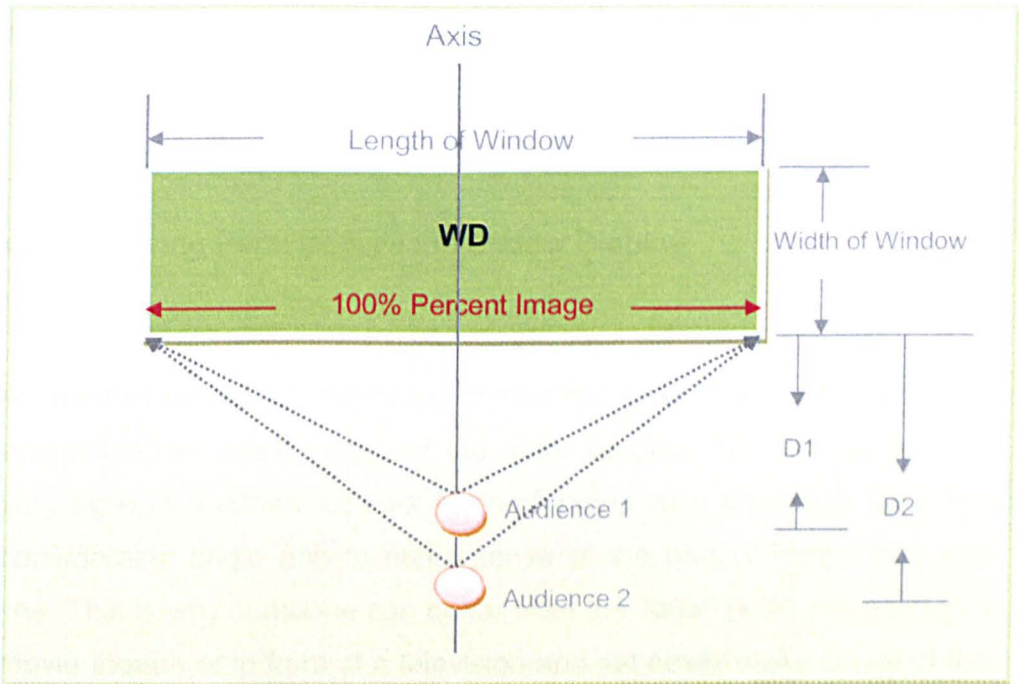 Axis
Length of Window
WD
Width of Window
100% Percent Image
D1
Audience 1
D2
Audience 2